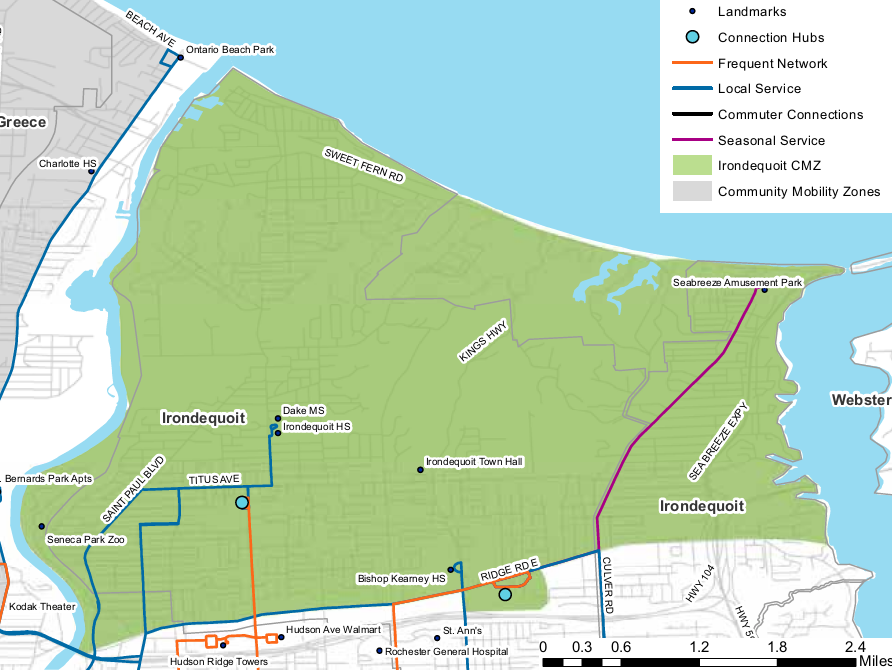 BEACH AVE
Ontario Beach Park
Landmarks
Connection Hubs
Frequent Network
Local Service
Commuter Connections
Seasonal Service
Irondequoit CMZ
Community Mobility Zones
Greece
Charlotte HS
SWEET FERN RD
Seabreeze Amusement Park
KINGS HWY
Webster
Irondequoit
Dake MS
Irondequoit HS
SEA BREEZE EXPY
Irondequoit Town Hall
. Bernards Park Apts
SAINT PAUL BLVD
TITUS AVE
Irondequoit
Seneca Park Zoo
Bishop Kearney HS
RIDGE RD E
CULVER RD
HWY 104
Kodak Theater
Hudson Ave Walmart
St. Ann's
Rochester General Hospital
Hudson Ridge Towers
0 0.3 0.6 1.2 1.8 2.4
Miles